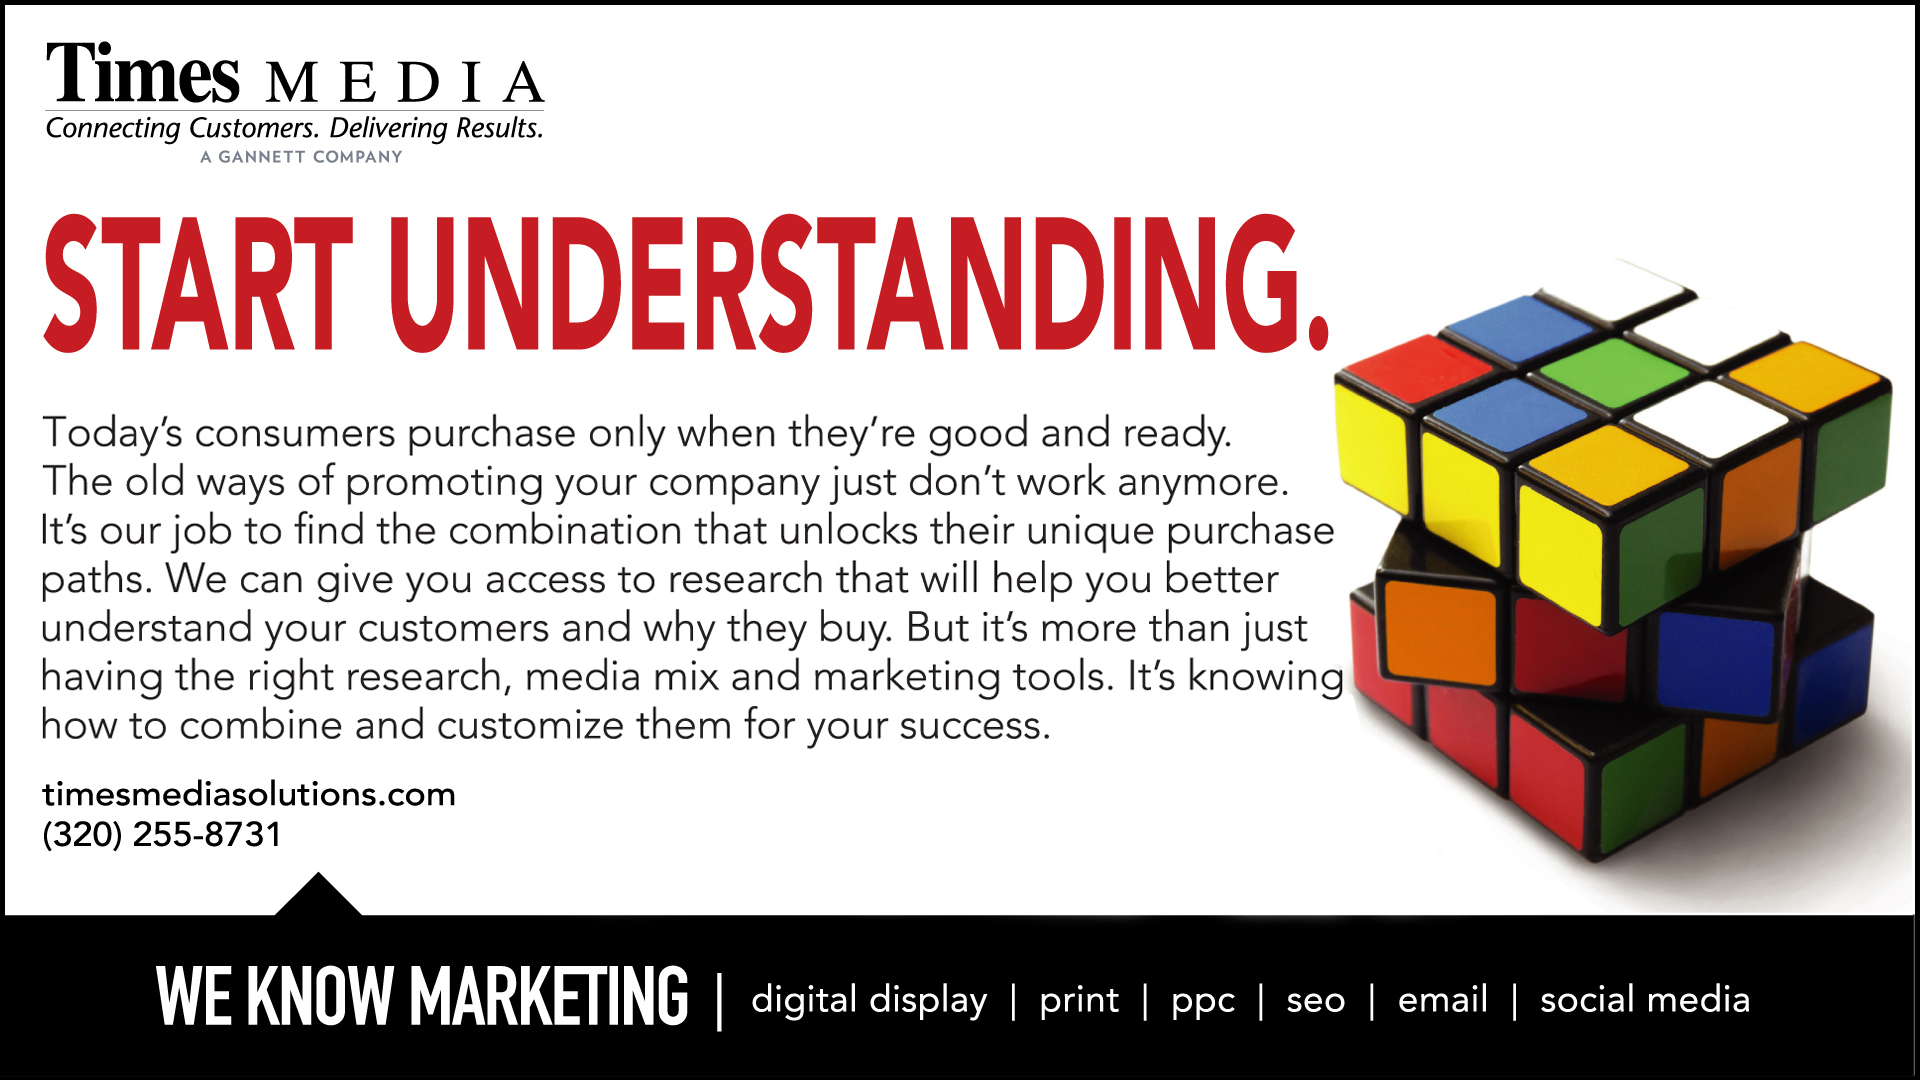 Times MEDIA
Connecting Customers. Delivering Results.
A GANNETT COMPANY
START UNDERSTANDING.
Today’s consumers purchase only when they’re good and ready.
The old ways of promoting your company just don’t work anymore.
It’s our job to find the combination that unlocks their unique purchase
paths. We can give you access to research that will help you better
understand your customers and why they buy. But it’s more than just
having the right research, media mix and marketing tools. It’s knowing
how to combine and customize them for your success.
timesmediasolutions.com
(320) 255-8731
WE KNOW MARKETING | digital display | print | ppc | seo | email | social media